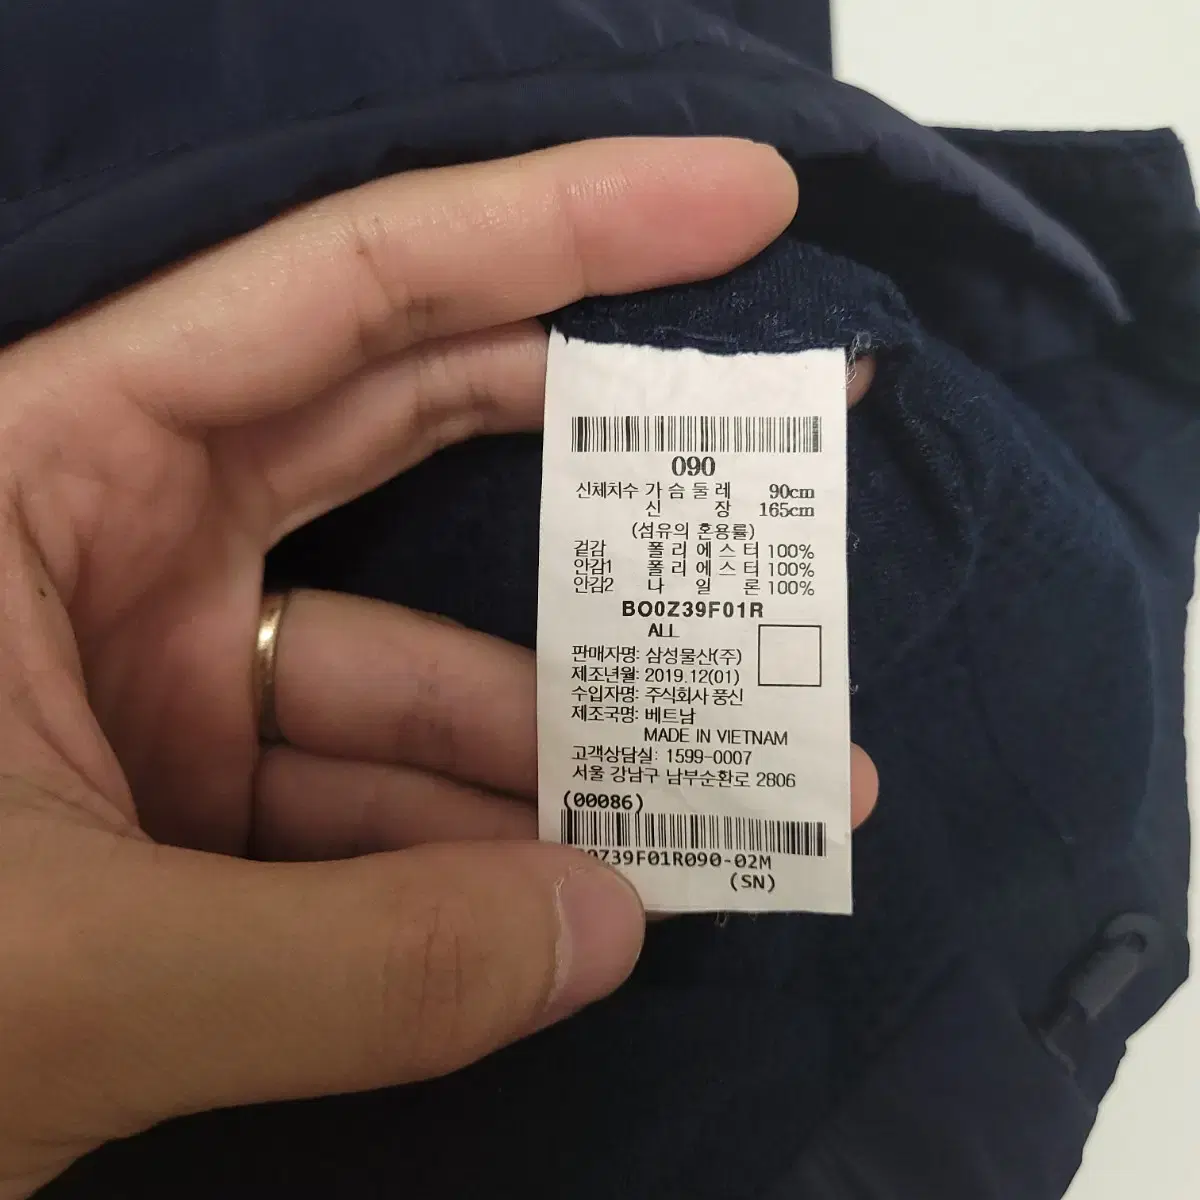 090
신체치수 가 슴 둘 레 90cm
신 장 165cm
(섬유의 혼용률)
겉감 폴 리 에 스 터 100%
안감1 폴 리 에 스 터 100%
안감2 나 일 론 100%
BO0Z39F01R
ALL
판매자명: 삼성물산(주)
제조년월: 2019.12(01)
수입자명: 주식회사 풍신
제조국명: 베트남
MADE IN VIETNAM
고객상담실: 1599-0007
서울 강남구 남부순환로 2806
(00086)
0Z39F01R090-02M
(SN)